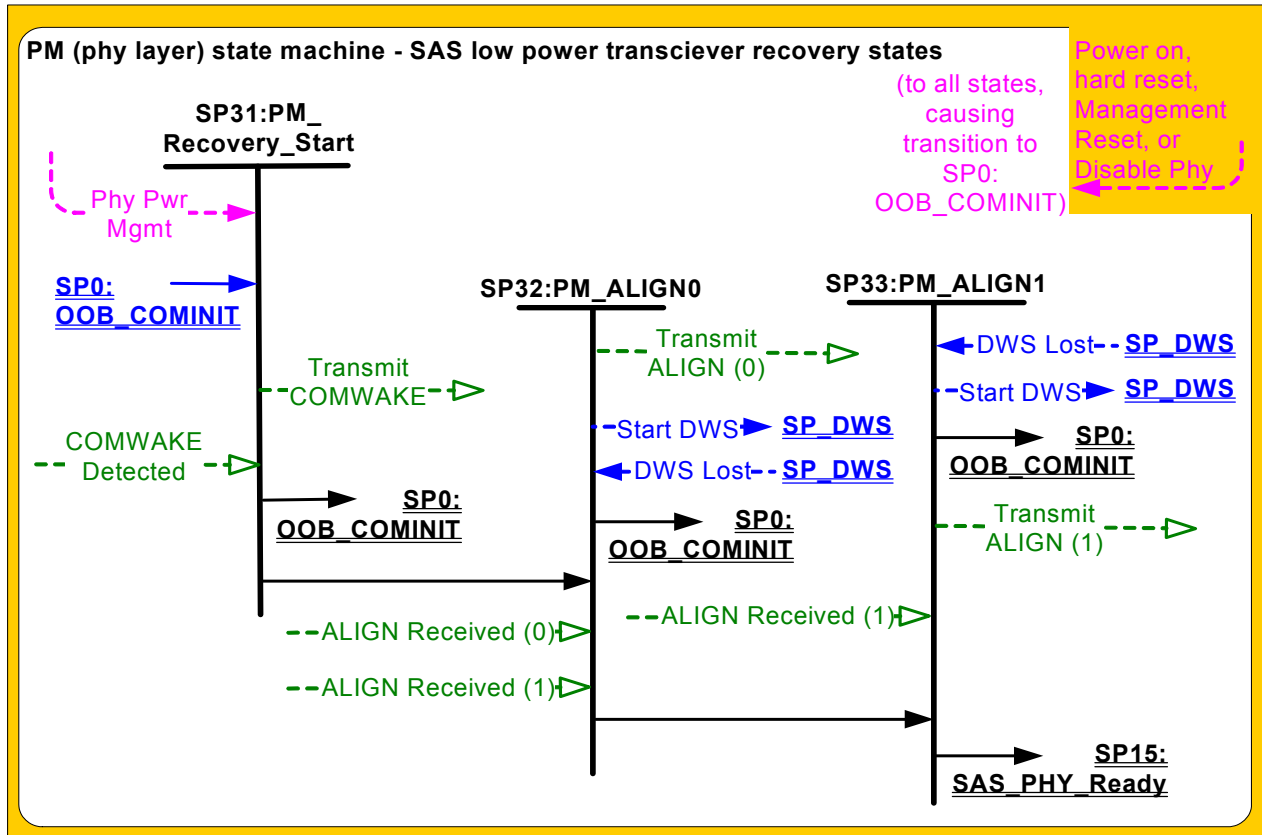 PM (phy layer) state machine - SAS low power transciever recovery states
Power on,
hard reset,
Management
Reset, or
Disable Phy
(to all states,
causing
transition to
SP0:
OOB_COMINIT)
SP31:PM_
Recovery_Start
Phy Pwr
Mgmt
SP0:
OOB_COMINIT
Transmit
COMWAKE
COMWAKE
Detected
SP0:
OOB_COMINIT
SP32:PM_ALIGN0
Transmit
ALIGN (0)
Start DWS
SP_DWS
DWS Lost
SP_DWS
SP0:
OOB_COMINIT
ALIGN Received (0)
ALIGN Received (1)
SP33:PM_ALIGN1
DWS Lost
SP_DWS
Start DWS
SP_DWS
SP0:
OOB_COMINIT
Transmit
ALIGN (1)
ALIGN Received (1)
SP15:
SAS_PHY_Ready